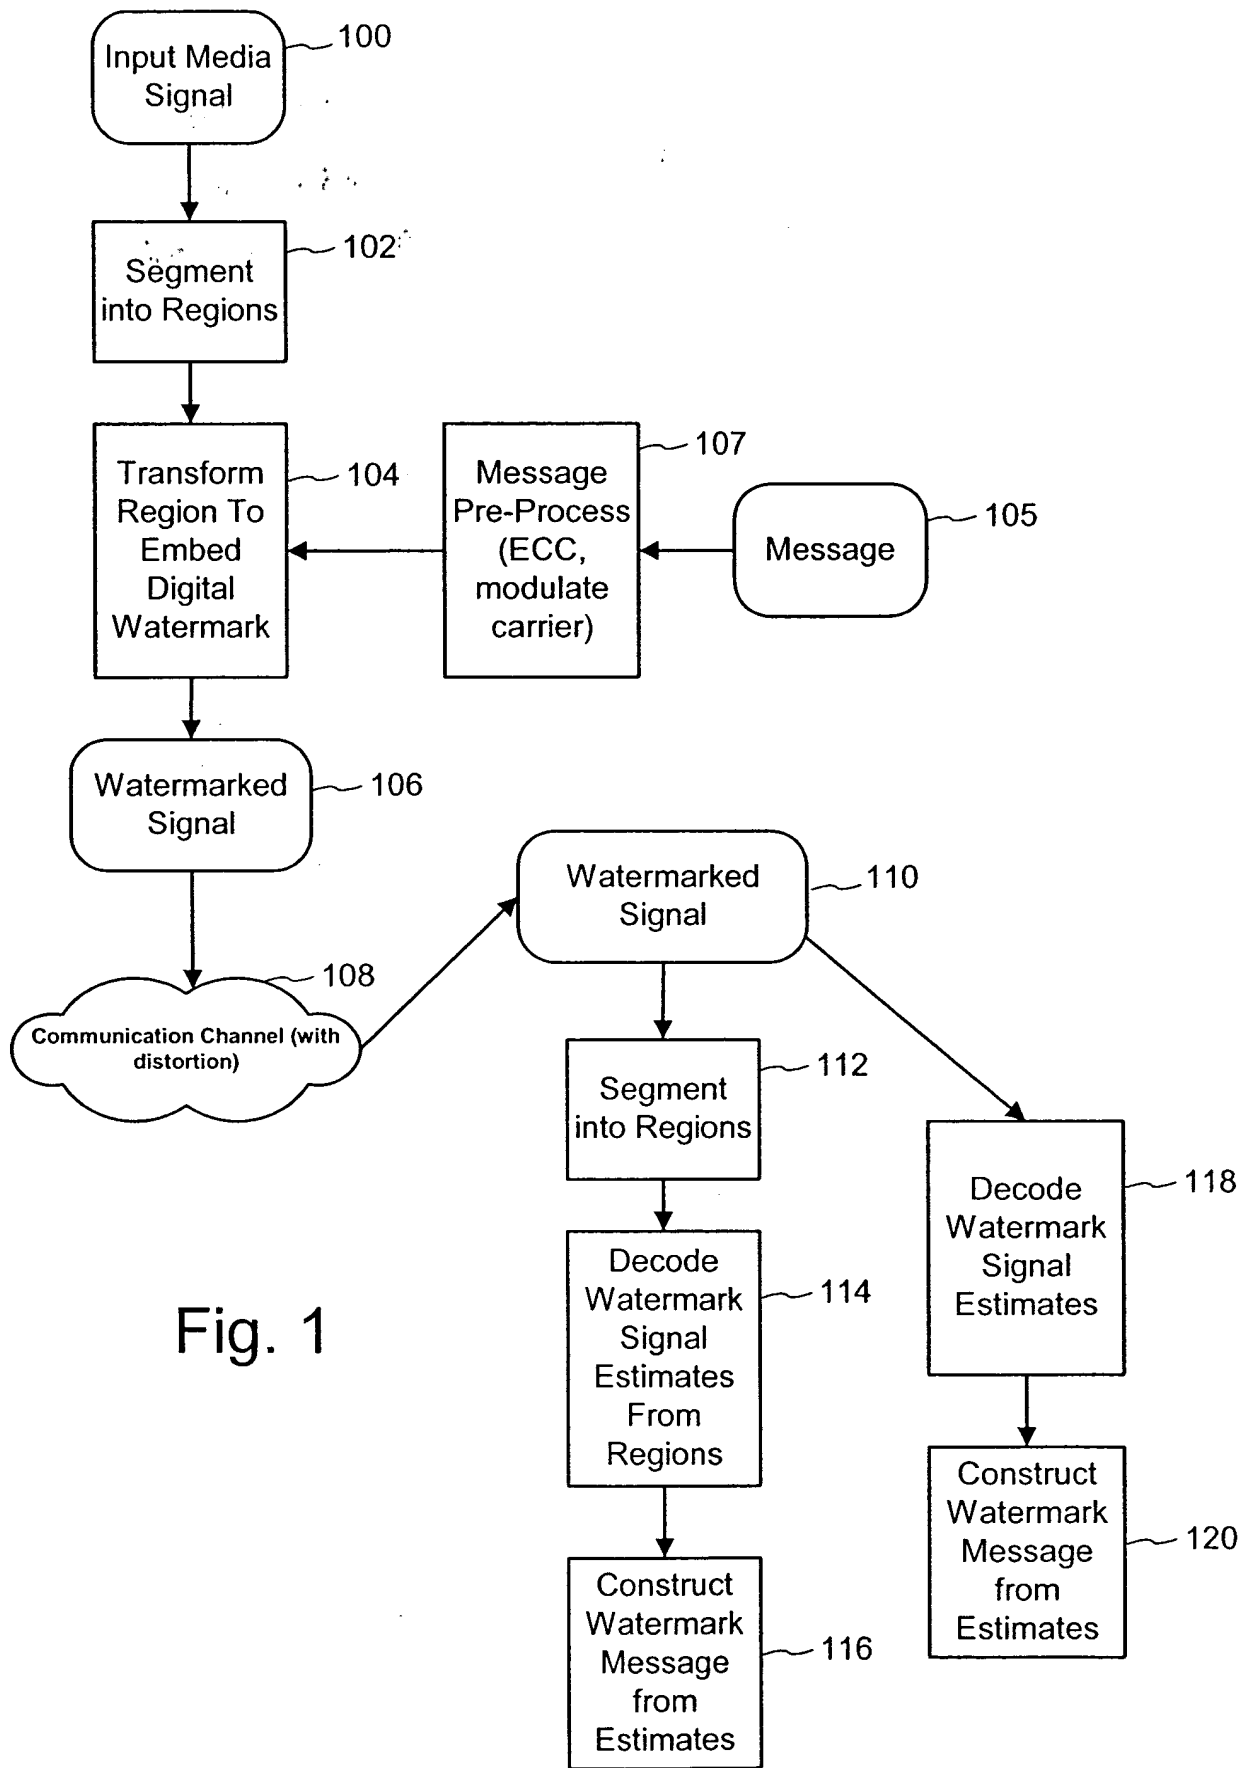 Input Media
Signal
100
Segment
into Regions
102
Transform
Region To
Embed
Digital
Watermark
104
Message
Pre-Process
(ECC,
modulate
carrier)
107
Message
105
Watermarked
Signal
106
Communication Channel (with
distortion)
108
Watermarked
Signal
110
Segment
into Regions
112
Decode
Watermark
Signal
Estimates
From
Regions
114
Construct
Watermark
Message
from
Estimates
116
Decode
Watermark
Signal
Estimates
118
Construct
Watermark
Message
from
Estimates
120
Fig. 1